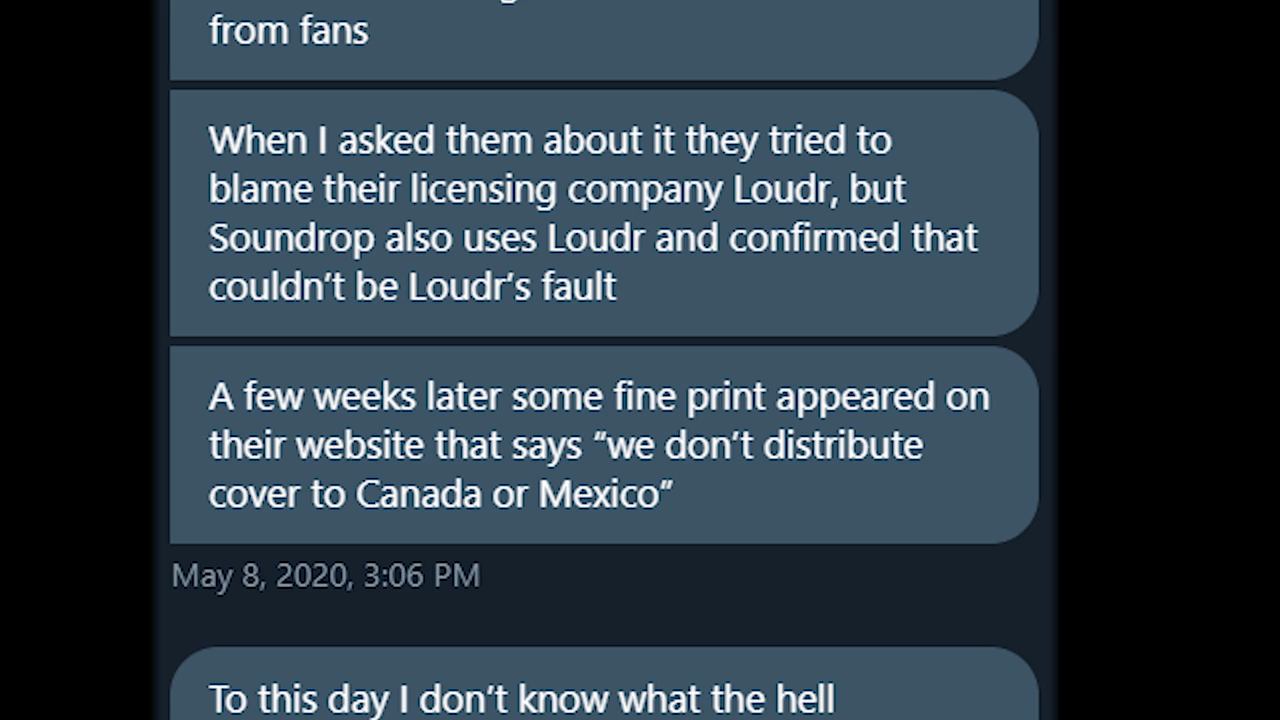 from fans
When I asked them about it they tried to
blame their licensing company Loudr, but
Soundrop also uses Loudr and confirmed that
couldn’t be Loudr’s fault
A few weeks later some fine print appeared on
their website that says “we don’t distribute
cover to Canada or Mexico”
May 8, 2020, 3:06 PM
To this day I don’t know what the hell